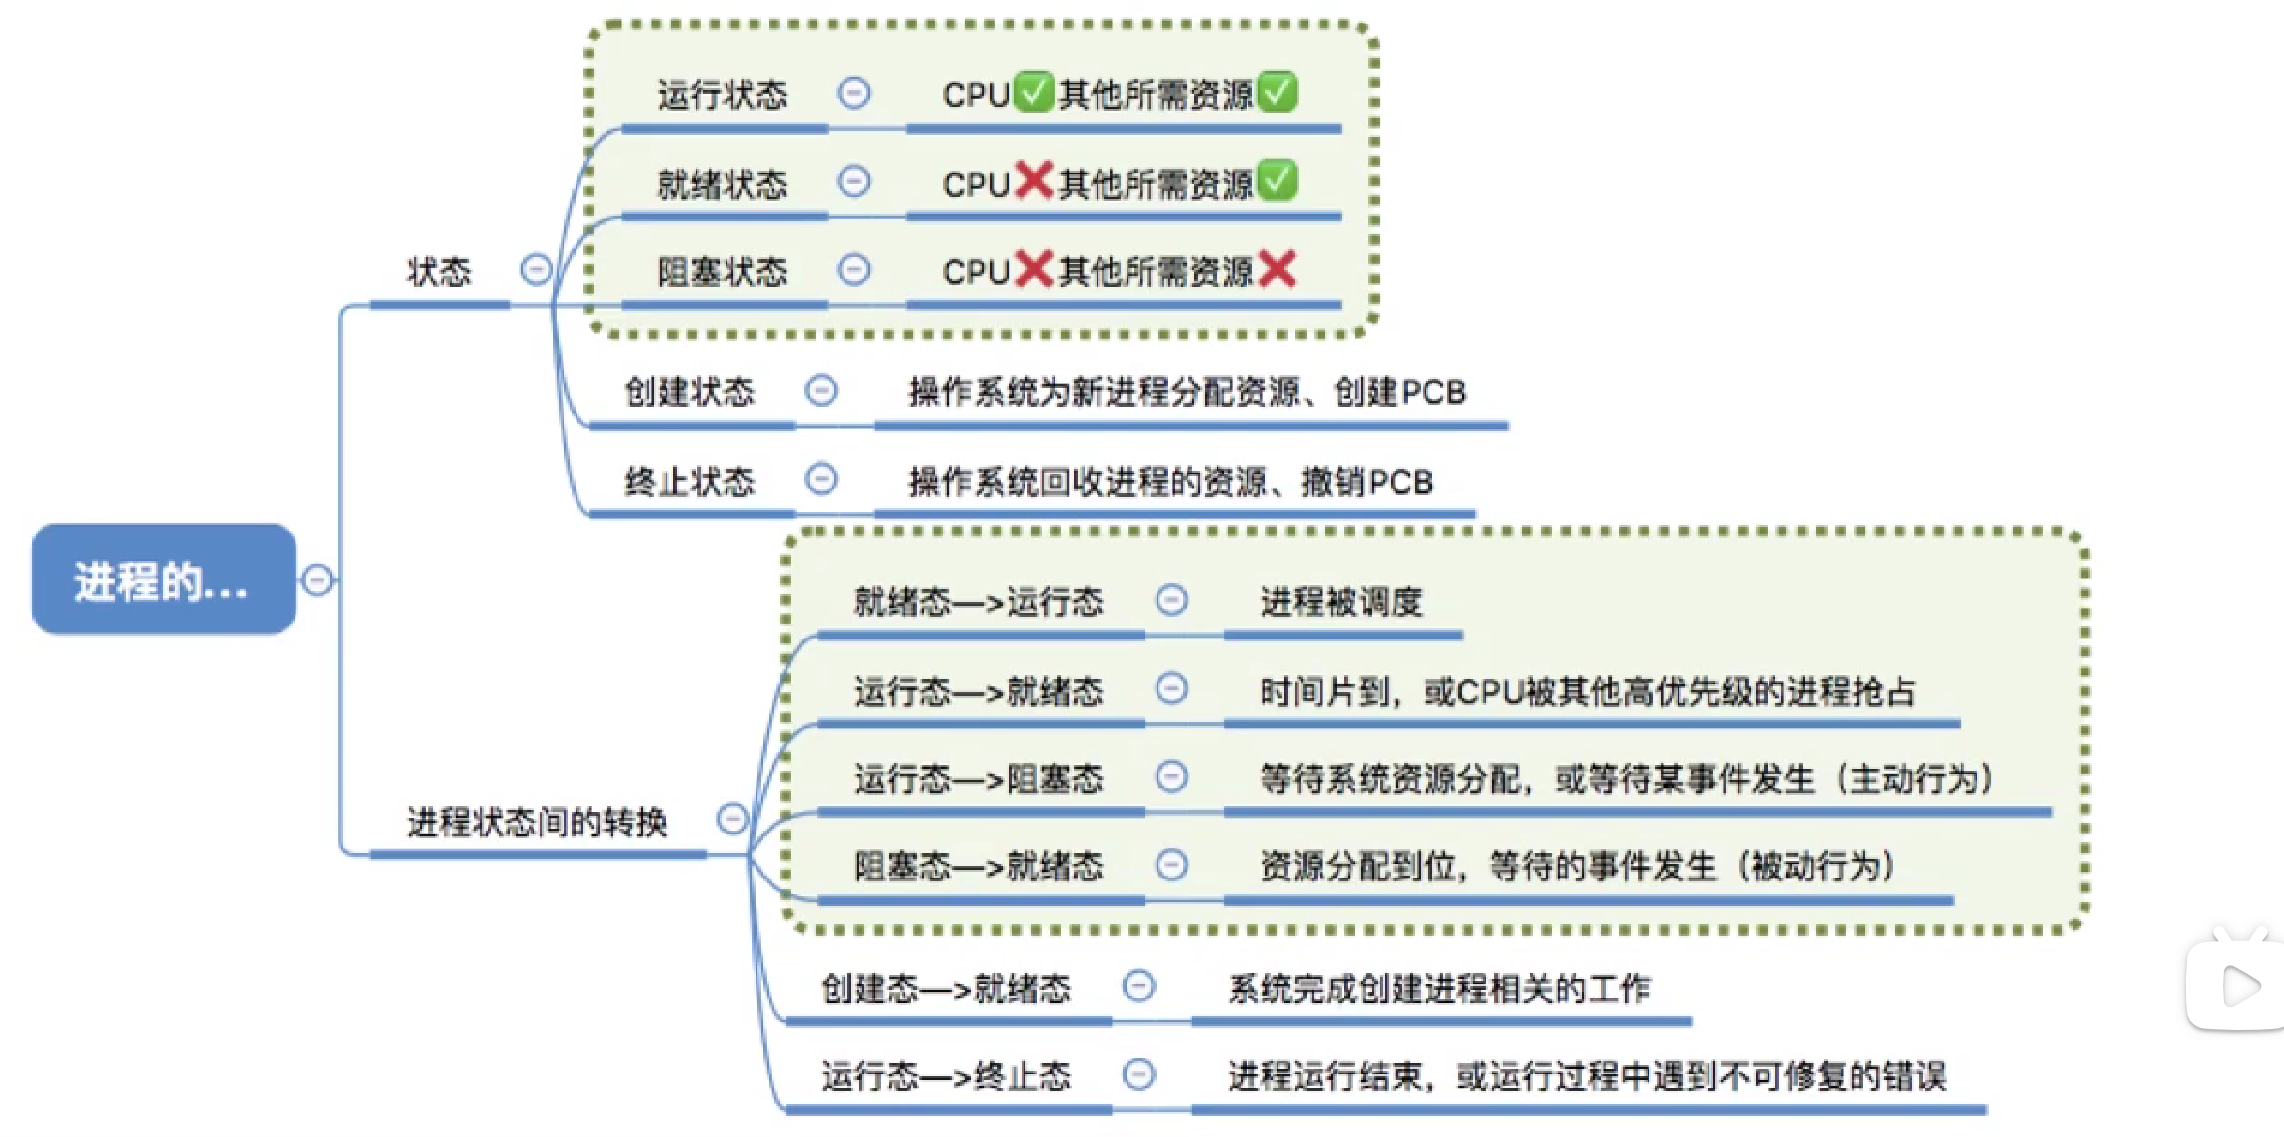 运行状态 CPU✅其他所需资源✅
就绪状态 CPU❌其他所需资源✅
阻塞状态 CPU❌其他所需资源❌
状态
创建状态 操作系统为新进程分配资源、创建PCB
终止状态 操作系统回收进程的资源、撤销PCB
进程的...
就绪态—>运行态 进程被调度
运行态—>就绪态 时间片到，或CPU被其他高优先级的进程抢占
运行态—>阻塞态 等待系统资源分配，或等待某事件发生（主动行为）
进程状态间的转换
阻塞态—>就绪态 资源分配到位，等待的事件发生（被动行为）
创建态—>就绪态 系统完成创建进程相关的工作
运行态—>终止态 进程运行结束，或运行过程中遇到不可修复的错误